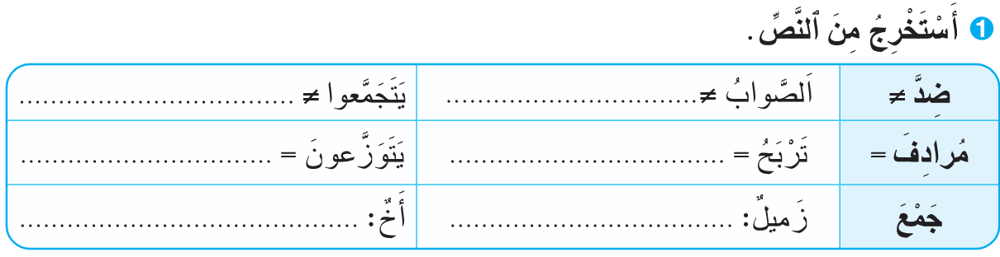 1 أَسْتَخْرِجُ مِنَ ٱلنَّصِّ.
ضِدَّ ≠ اَلصَّوابُ ≠ ................................ يَتَجَمَّعوا ≠ ..................................
مُرادِفَ = تَرْبَحُ = .................................. يَتَوَزَّعونَ = ................................
جَمْعَ زَميلٌ: .................................. أَخٌ: ..........................................